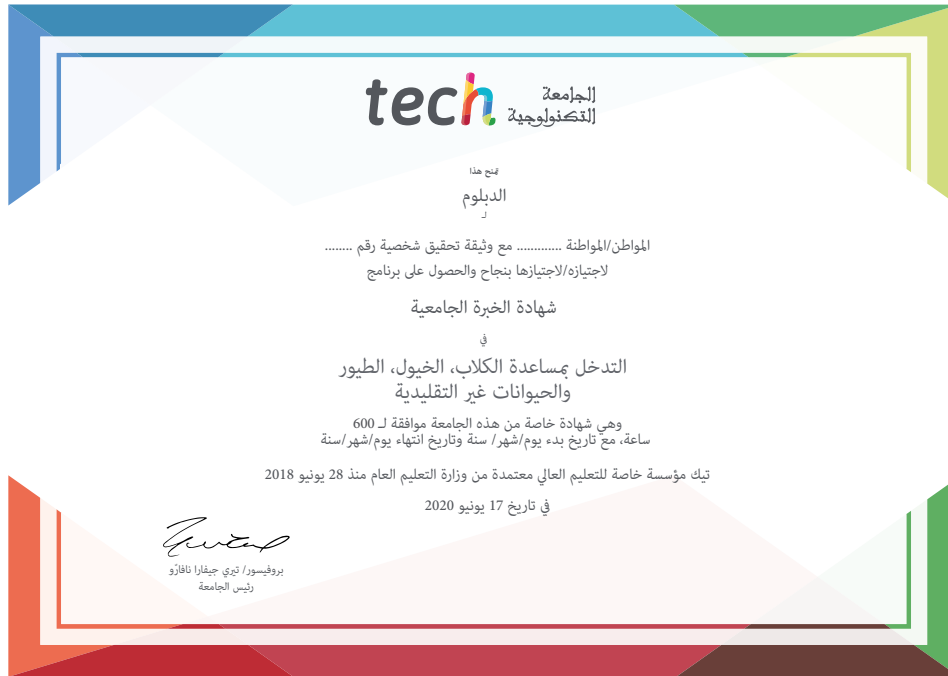 tech الجامعة
التكنولوجية
يمنح هذا
الدبلوم
لـ
المواطن/المواطنة ............. مع وثيقة تحقيق شخصية رقم ........
لاجتيازه/لاجتيازها بنجاح والحصول على برنامج
شهادة الخبرة الجامعية
في
التدخل بمساعدة الكلاب، الخيول، الطيور
والحيوانات غير التقليدية
وهي شهادة خاصة من هذه الجامعة موافقة لـ 600
ساعة، مع تاريخ بدء يوم/شهر/ سنة وتاريخ انتهاء يوم/شهر/سنة
تيك مؤسسة خاصة للتعليم العالي معتمدة من وزارة التعليم العام منذ 28 يونيو 2018
في تاريخ 17 يونيو 2020
بروفيسور/ تيري جيفارا نافارّو
رئيس الجامعة